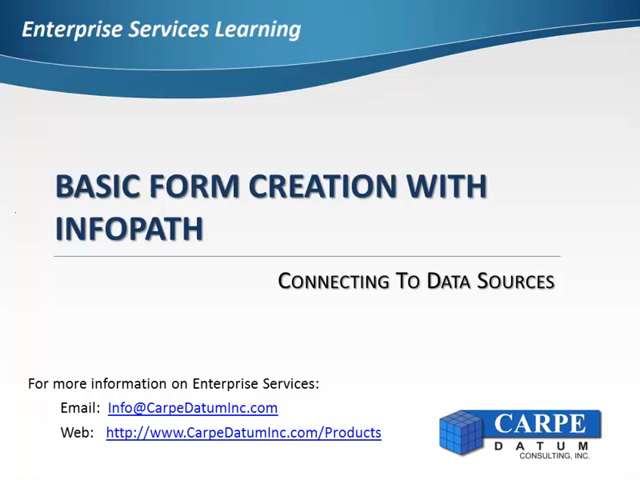 Enterprise Services Learning
BASIC FORM CREATION WITH
INFOPATH
CONNECTING TO DATA SOURCES
For more information on Enterprise Services:
Email: Info@CarpeDatumInc.com
Web: http://www.CarpeDatumInc.com/Products
CARPE
DATUM
CONSULTING, INC.